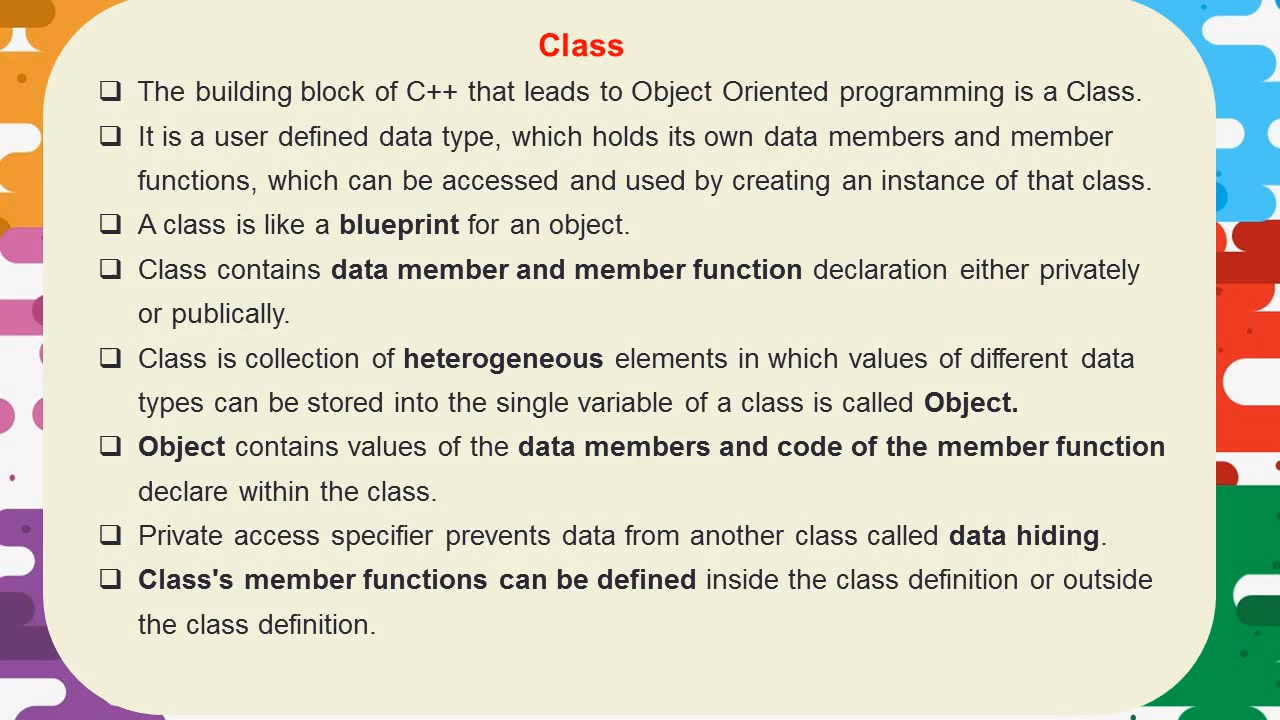 Class
❑ The building block of C++ that leads to Object Oriented programming is a Class.
❑ It is a user defined data type, which holds its own data members and member
functions, which can be accessed and used by creating an instance of that class.
❑ A class is like a blueprint for an object.
❑ Class contains data member and member function declaration either privately
or publically.
❑ Class is collection of heterogeneous elements in which values of different data
types can be stored into the single variable of a class is called Object.
❑ Object contains values of the data members and code of the member function
declare within the class.
❑ Private access specifier prevents data from another class called data hiding.
❑ Class's member functions can be defined inside the class definition or outside
the class definition.